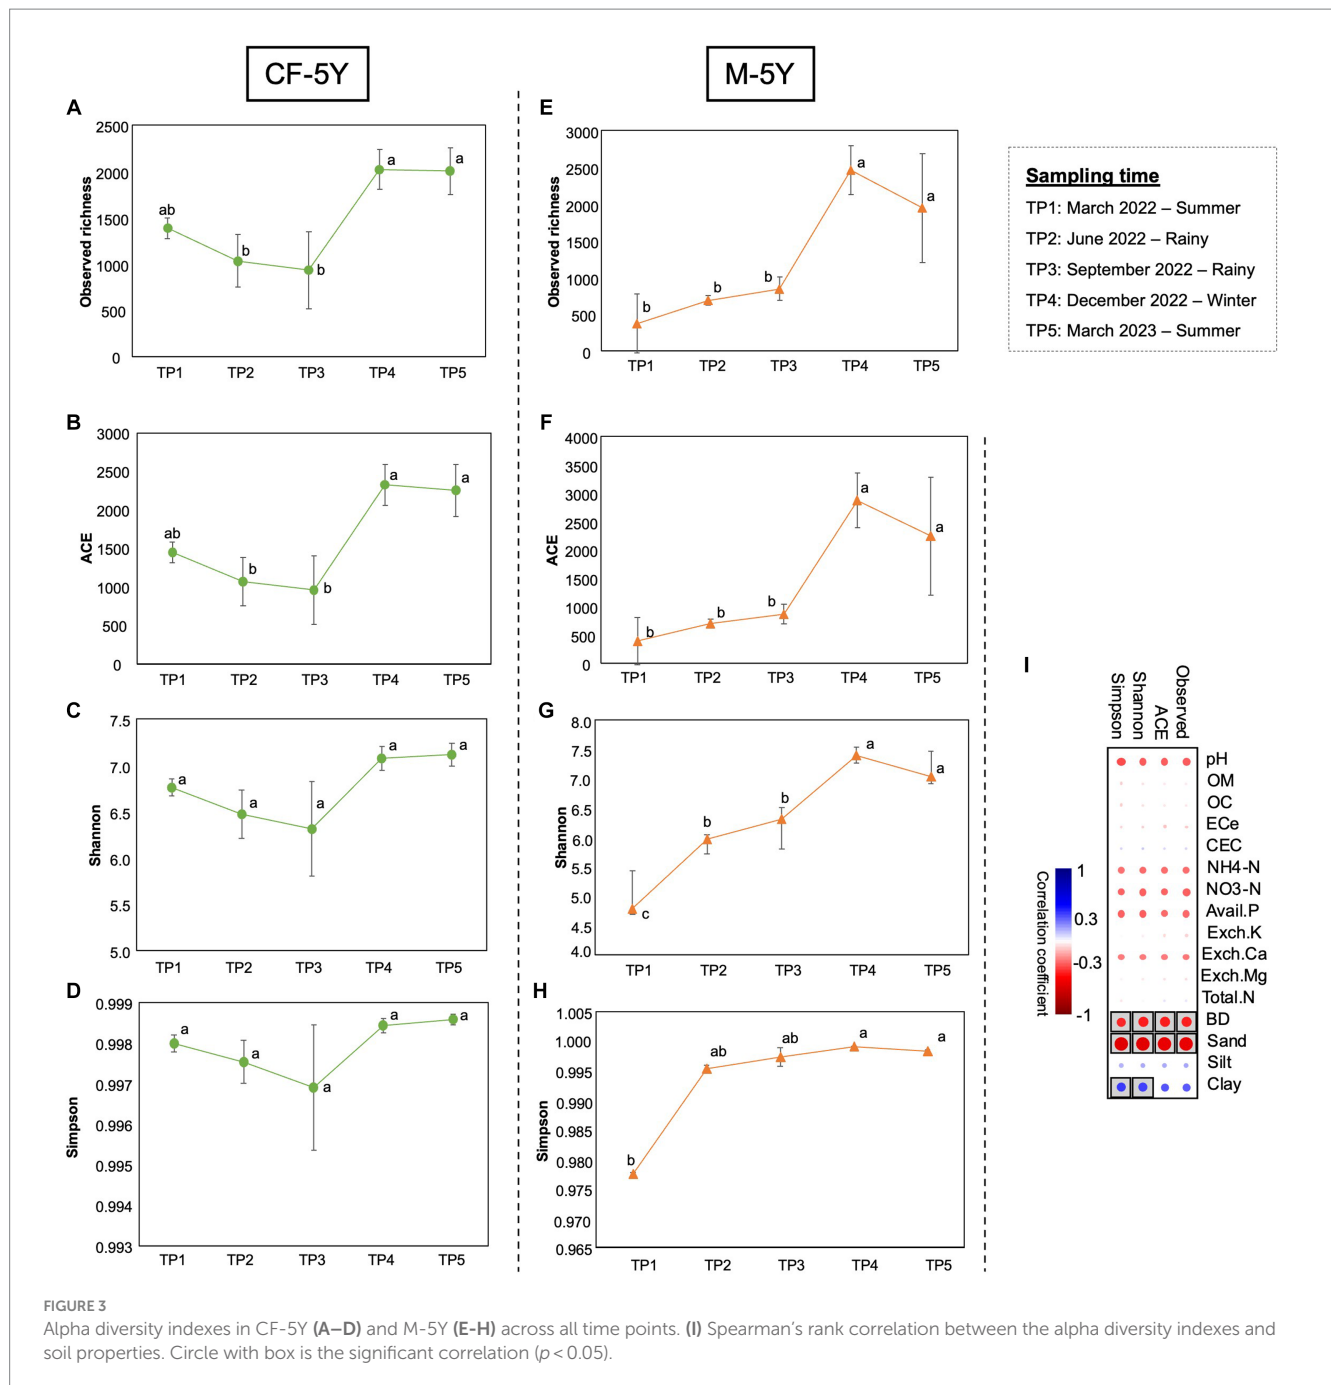 CF-5Y
M-5Y
A
2500
2000
1500
1000
500
0
Observed richness
ab
b
b
a
a
TP1 TP2 TP3 TP4 TP5
E
3000
2500
2000
1500
1000
500
0
Observed richness
b
b
b
a
a
TP1 TP2 TP3 TP4 TP5
Sampling time
TP1: March 2022 – Summer
TP2: June 2022 – Rainy
TP3: September 2022 – Rainy
TP4: December 2022 – Winter
TP5: March 2023 – Summer
B
3000
2500
2000
1500
1000
500
0
ACE
ab
b
b
a
a
TP1 TP2 TP3 TP4 TP5
F
4000
3500
3000
2500
2000
1500
1000
500
0
ACE
b
b
b
a
a
TP1 TP2 TP3 TP4 TP5
C
7.5
7.0
6.5
6.0
5.5
5.0
Shannon
a
a
a
a
a
TP1 TP2 TP3 TP4 TP5
G
8.0
7.5
7.0
6.5
6.0
5.5
5.0
4.5
4.0
Shannon
c
b
b
a
a
TP1 TP2 TP3 TP4 TP5
D
0.999
0.998
0.997
0.996
0.995
0.994
0.993
Simpson
a
a
a
a
a
TP1 TP2 TP3 TP4 TP5
H
1.005
1.000
0.995
0.990
0.985
0.980
0.975
0.970
0.965
Simpson
b
ab
ab
a
a
TP1 TP2 TP3 TP4 TP5
I
Simpson
Shannon
ACE
Observed
pH
OM
OC
ECe
CEC
NH4-N
NO3-N
Avail.P
Exch.K
Exch.Ca
Exch.Mg
Total.N
BD
Sand
Silt
Clay
1
0.3
-0.3
-1
Correlation coefficient
FIGURE 3
Alpha diversity indexes in CF-5Y (A–D) and M-5Y (E-H) across all time points. (I) Spearman's rank correlation between the alpha diversity indexes and
soil properties. Circle with box is the significant correlation (p < 0.05).